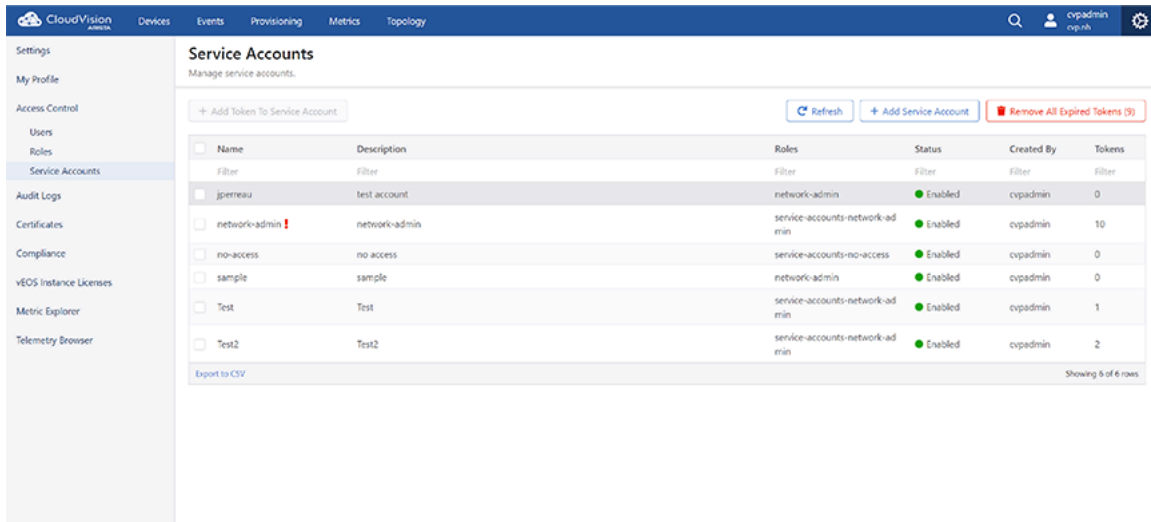 CloudVision
ARISTA
Devices
Events
Provisioning
Metrics
Topology
cvpadmin
cvp.nh
Settings
My Profile
Access Control
Users
Roles
Service Accounts
Audit Logs
Certificates
Compliance
vEOS Instance Licenses
Metric Explorer
Telemetry Browser
Service Accounts
Manage service accounts.
+ Add Token To Service Account
Refresh
+ Add Service Account
Remove All Expired Tokens (9)
Name Description Roles Status Created By Tokens
Filter Filter Filter Filter Filter Filter
jperreau test account network-admin Enabled cvpadmin 0
network-admin ! network-admin service-accounts-network-ad Enabled cvpadmin 10
min
no-access no access service-accounts-no-access Enabled cvpadmin 0
sample sample network-admin Enabled cvpadmin 0
Test Test service-accounts-network-ad Enabled cvpadmin 1
min
Test2 Test2 service-accounts-network-ad Enabled cvpadmin 2
min
Export to CSV
Showing 6 of 6 rows